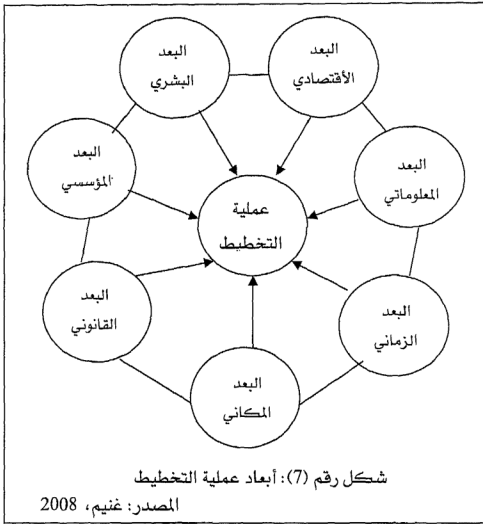 البعد
الأقتصادي
البعد
البشري
البعد
المعلوماتي
البعد
المؤسسي
عملية
التخطيط
البعد
الزماني
البعد
القانوني
البعد
المكاني
شكل رقم (7): أبعاد عملية التخطيط
المصدر: غنيم، 2008